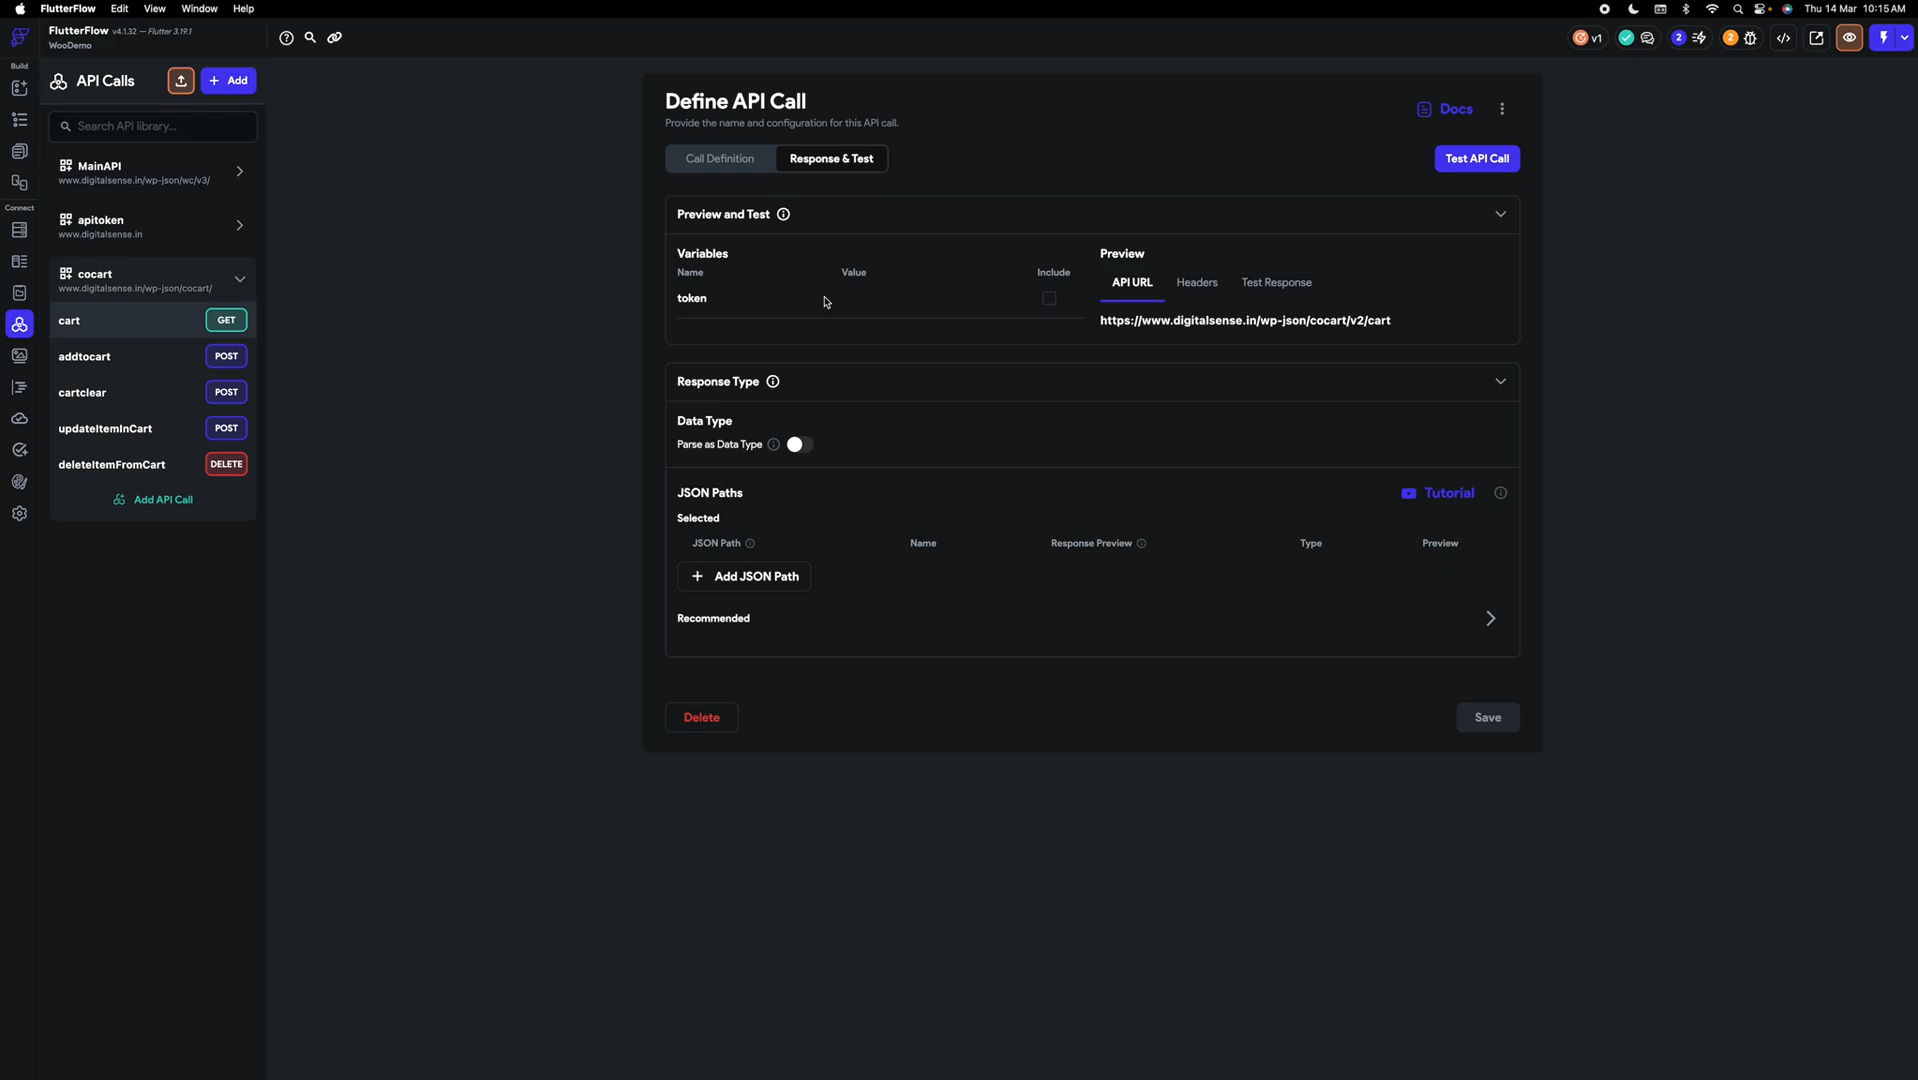 FlutterFlow Edit View Window Help
Thu 14 Mar 10:15 AM
FlutterFlow v4.1.32 — Flutter 3.19.1
WooDemo
v1
2
2
Build
Connect
API Calls
Add
Search API library...
MainAPI
www.digitalsense.in/wp-json/wc/v3/
apitoken
www.digitalsense.in
cocart
www.digitalsense.in/wp-json/cocart/
cart GET
addtocart POST
cartclear POST
updateItemInCart POST
deleteItemFromCart DELETE
Add API Call
Define API Call
Provide the name and configuration for this API call.
Docs
Call Definition Response & Test
Test API Call
Preview and Test
Variables
Name Value Include
token
Preview
API URL Headers Test Response
https://www.digitalsense.in/wp-json/cocart/v2/cart
Response Type
Data Type
Parse as Data Type
JSON Paths
Tutorial
Selected
JSON Path Name Response Preview Type Preview
Add JSON Path
Recommended
Delete
Save